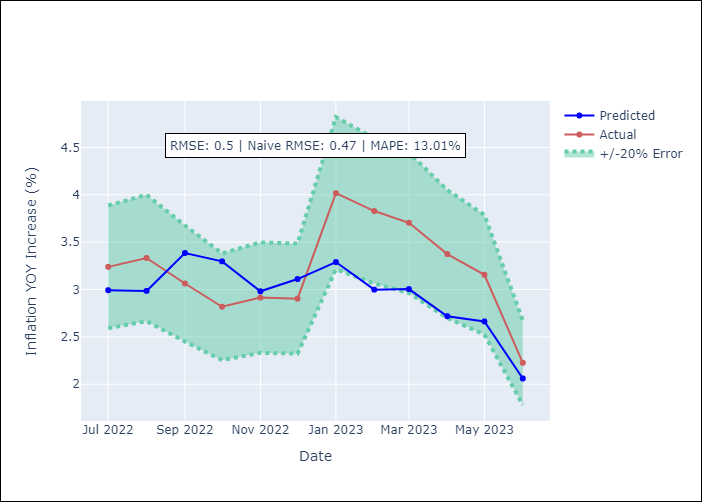 Predicted
Actual
+/-20% Error
RMSE: 0.5 | Naive RMSE: 0.47 | MAPE: 13.01%
Inflation YOY Increase (%)
4.5
4
3.5
3
2.5
2
Jul 2022
Sep 2022
Nov 2022
Jan 2023
Mar 2023
May 2023
Date